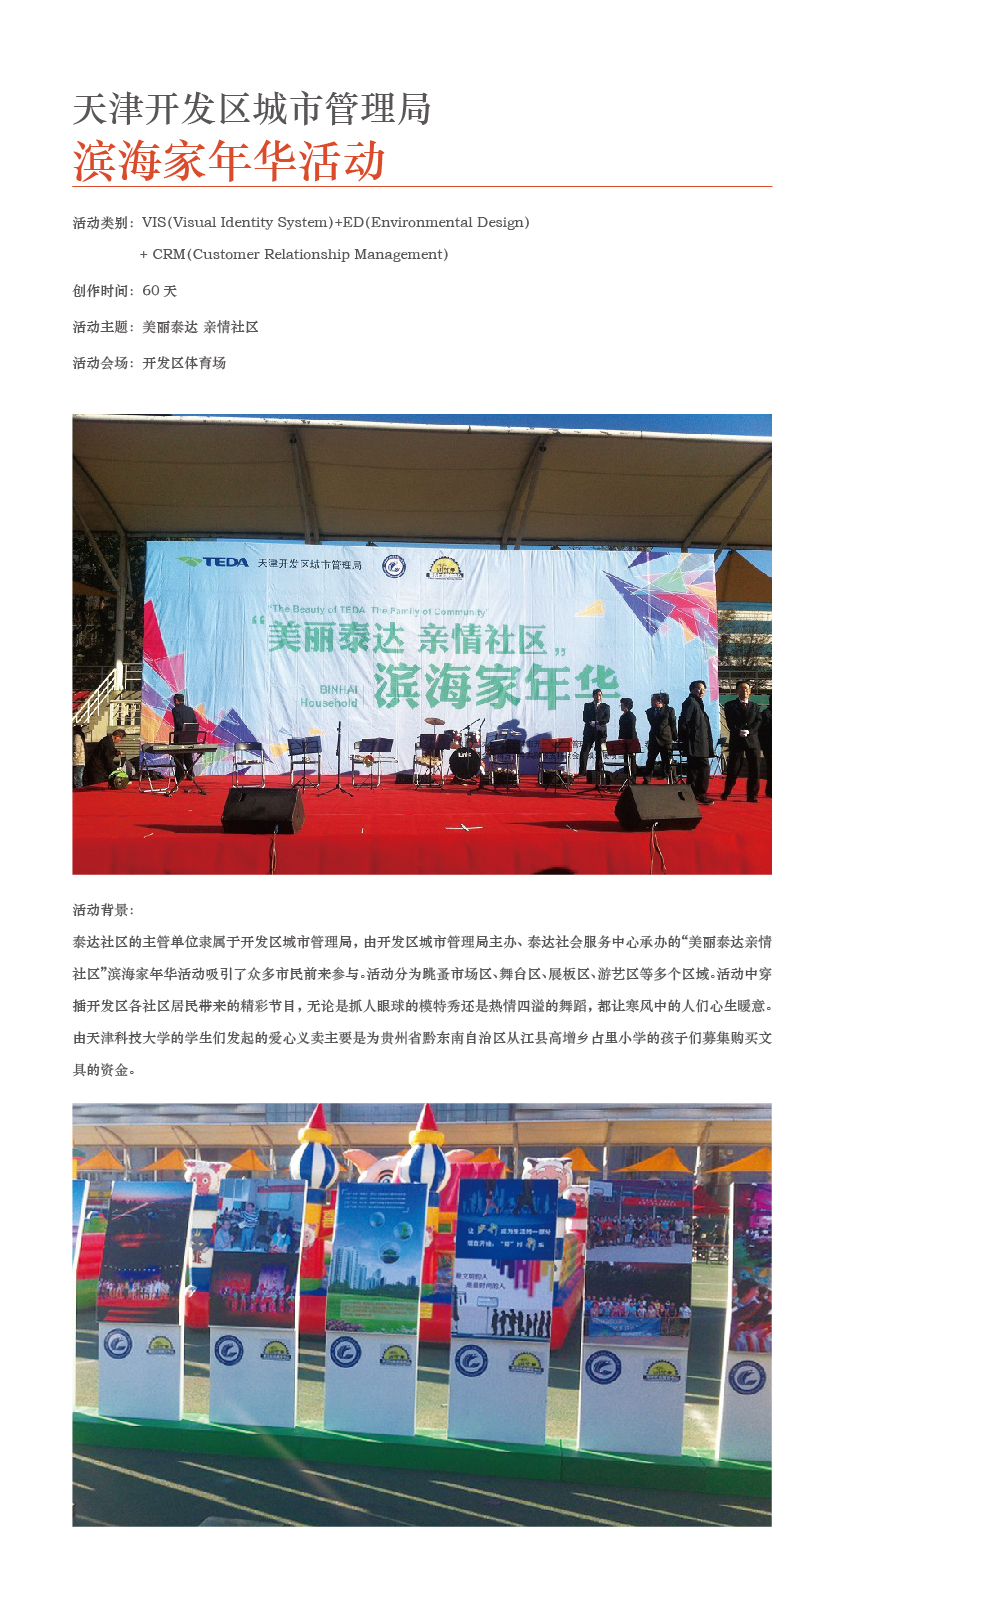 天津开发区城市管理局
滨海家年华活动
活动类别：VIS(Visual Identity System)+ED(Environmental Design)
+ CRM(Customer Relationship Management)
创作时间：60 天
活动主题：美丽泰达 亲情社区
活动会场：开发区体育场
TEDA 天津开发区城市管理局
“The Beauty of TEDA The Family of Community”
“美丽泰达 亲情社区”
BINHAI
Household
滨海家年华
活动背景：
泰达社区的主管单位隶属于开发区城市管理局，由开发区城市管理局主办、泰达社会服务中心承办的“美丽泰达亲情
社区”滨海家年华活动吸引了众多市民前来参与。活动分为跳蚤市场区、舞台区、展板区、游艺区等多个区域。活动中穿
插开发区各社区居民带来的精彩节目，无论是抓人眼球的模特秀还是热情四溢的舞蹈，都让寒风中的人们心生暖意。
由天津科技大学的学生们发起的爱心义卖主要是为贵州省黔东南自治区从江县高增乡占里小学的孩子们募集购买文
具的资金。
成为生活的一部分